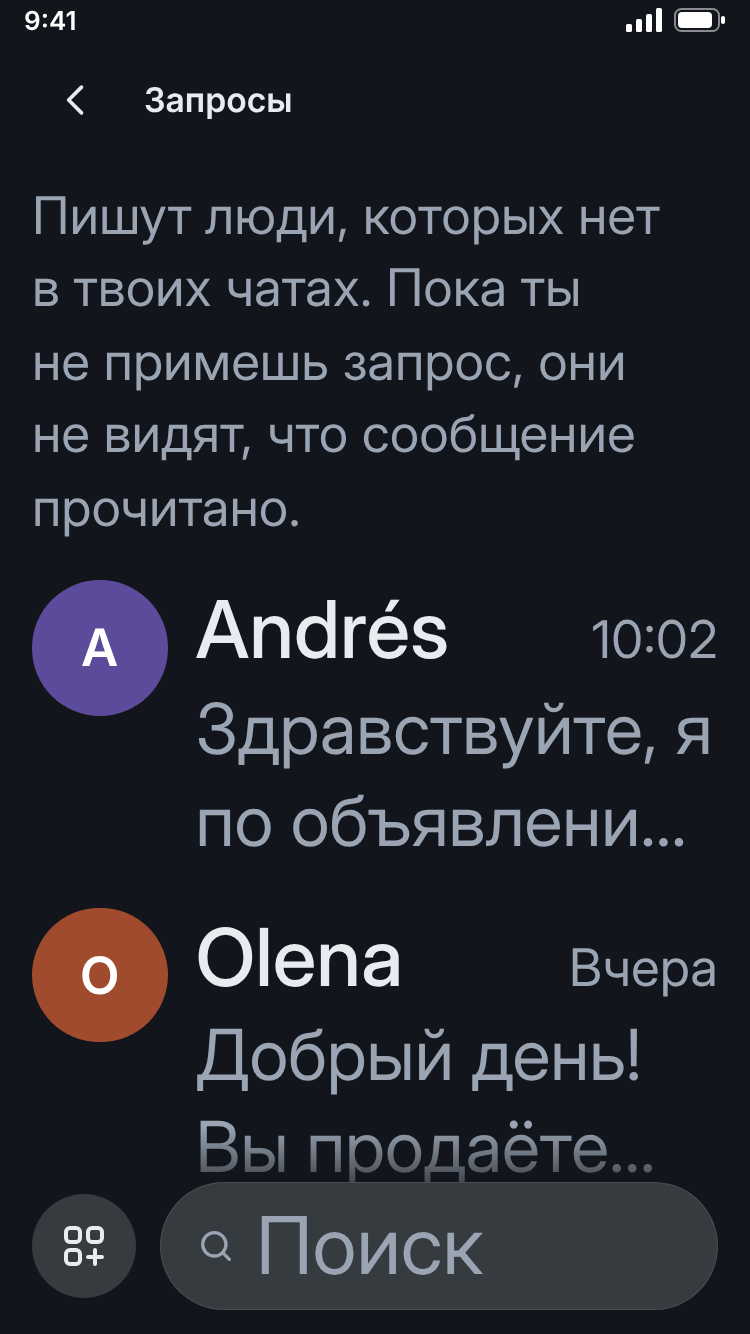 9:41
Запросы
Пишут люди, которых нет
в твоих чатах. Пока ты
не примешь запрос, они
не видят, что сообщение
прочитано.
A
Andrés
10:02
Здравствуйте, я
по объявлени...
O
Olena
Вчера
Добрый день!
Вы продаёте...
Поиск